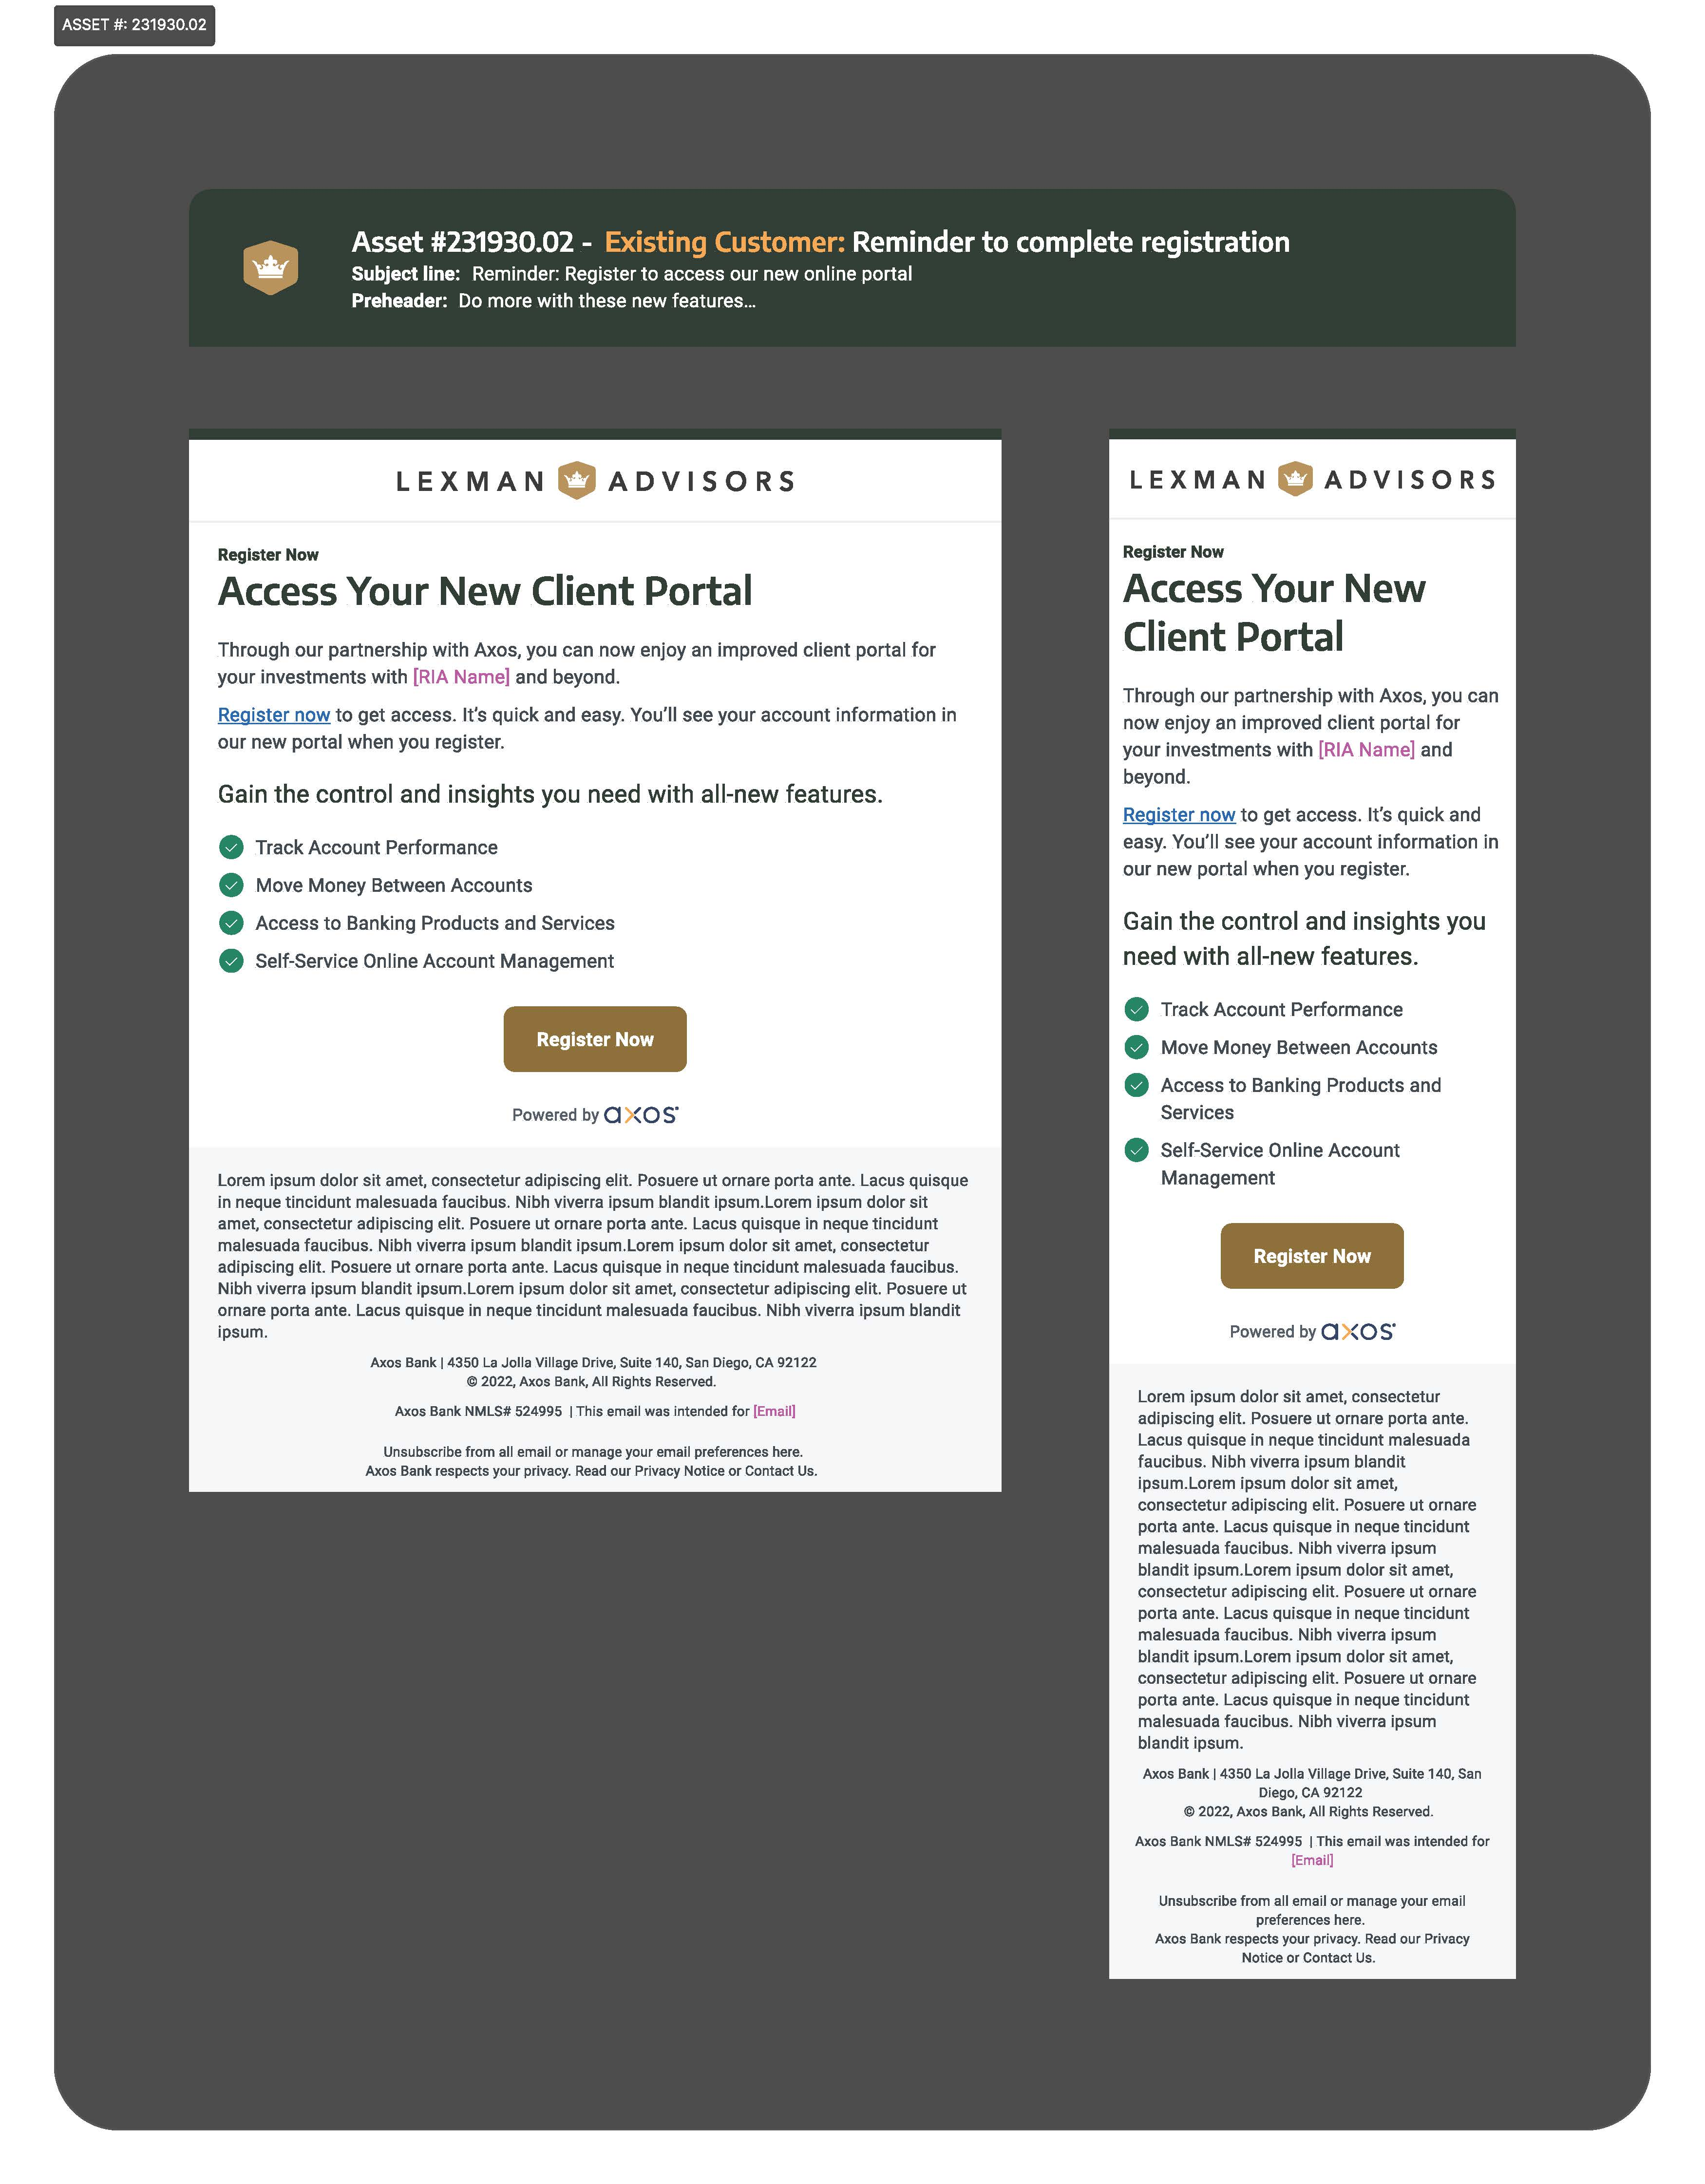 ASSET #: 231930.02
Asset #231930.02 - Existing Customer: Reminder to complete registration
Subject line: Reminder: Register to access our new online portal
Preheader: Do more with these new features...
LEXMAN ADVISORS
Register Now
Access Your New Client Portal
Through our partnership with Axos, you can now enjoy an improved client portal for
your investments with [RIA Name] and beyond.
Register now to get access. It’s quick and easy. You’ll see your account information in
our new portal when you register.
Gain the control and insights you need with all-new features.
Track Account Performance
Move Money Between Accounts
Access to Banking Products and Services
Self-Service Online Account Management
Register Now
Powered by axos
Lorem ipsum dolor sit amet, consectetur adipiscing elit. Posuere ut ornare porta ante. Lacus quisque
in neque tincidunt malesuada faucibus. Nibh viverra ipsum blandit ipsum.Lorem ipsum dolor sit
amet, consectetur adipiscing elit. Posuere ut ornare porta ante. Lacus quisque in neque tincidunt
malesuada faucibus. Nibh viverra ipsum blandit ipsum.Lorem ipsum dolor sit amet, consectetur
adipiscing elit. Posuere ut ornare porta ante. Lacus quisque in neque tincidunt malesuada faucibus.
Nibh viverra ipsum blandit ipsum.Lorem ipsum dolor sit amet, consectetur adipiscing elit. Posuere ut
ornare porta ante. Lacus quisque in neque tincidunt malesuada faucibus. Nibh viverra ipsum blandit
ipsum.
Axos Bank | 4350 La Jolla Village Drive, Suite 140, San Diego, CA 92122
© 2022, Axos Bank, All Rights Reserved.
Axos Bank NMLS# 524995 | This email was intended for [Email]
Unsubscribe from all email or manage your email preferences here.
Axos Bank respects your privacy. Read our Privacy Notice or Contact Us.
LEXMAN ADVISORS
Register Now
Access Your New
Client Portal
Through our partnership with Axos, you can
now enjoy an improved client portal for
your investments with [RIA Name] and
beyond.
Register now to get access. It’s quick and
easy. You’ll see your account information in
our new portal when you register.
Gain the control and insights you
need with all-new features.
Track Account Performance
Move Money Between Accounts
Access to Banking Products and
Services
Self-Service Online Account
Management
Register Now
Powered by axos
Lorem ipsum dolor sit amet, consectetur
adipiscing elit. Posuere ut ornare porta ante.
Lacus quisque in neque tincidunt malesuada
faucibus. Nibh viverra ipsum blandit
ipsum.Lorem ipsum dolor sit amet,
consectetur adipiscing elit. Posuere ut ornare
porta ante. Lacus quisque in neque tincidunt
malesuada faucibus. Nibh viverra ipsum
blandit ipsum.Lorem ipsum dolor sit amet,
consectetur adipiscing elit. Posuere ut ornare
porta ante. Lacus quisque in neque tincidunt
malesuada faucibus. Nibh viverra ipsum
blandit ipsum.Lorem ipsum dolor sit amet,
consectetur adipiscing elit. Posuere ut ornare
porta ante. Lacus quisque in neque tincidunt
malesuada faucibus. Nibh viverra ipsum
blandit ipsum.
Axos Bank | 4350 La Jolla Village Drive, Suite 140, San
Diego, CA 92122
© 2022, Axos Bank, All Rights Reserved.
Axos Bank NMLS# 524995 | This email was intended for
[Email]
Unsubscribe from all email or manage your email
preferences here.
Axos Bank respects your privacy. Read our Privacy
Notice or Contact Us.